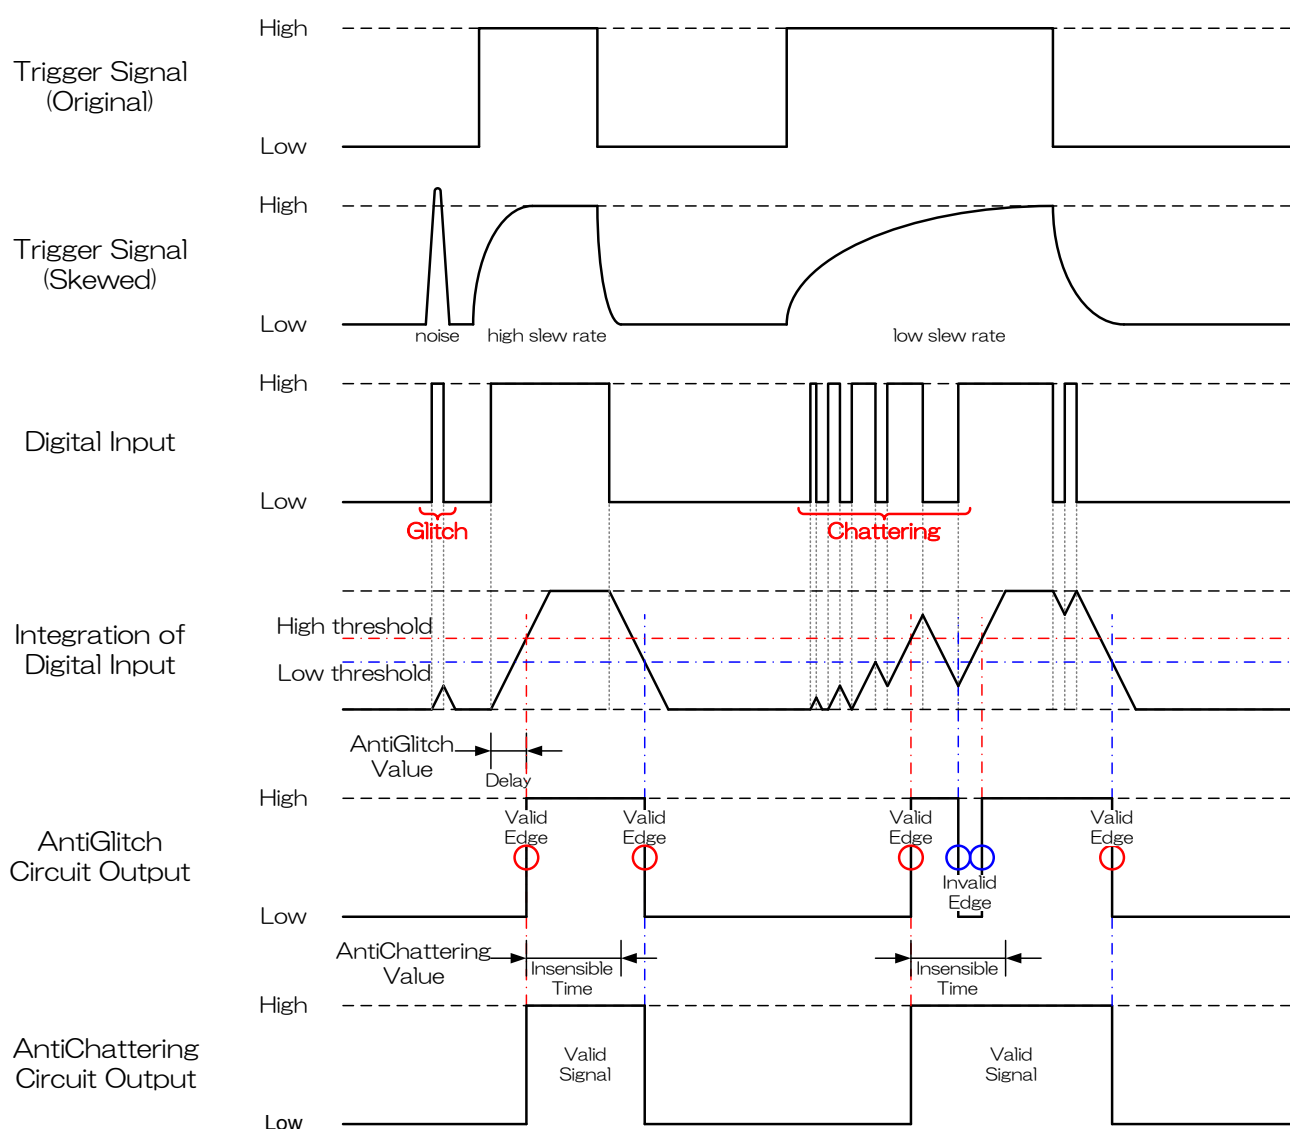 High
Trigger Signal
(Original)
Low
High
Trigger Signal
(Skewed)
Low
noise
high slew rate
low slew rate
High
Digital Input
Low
Glitch
Chattering
High threshold
Integration of
Digital Input
Low threshold
AntiGlitch
Value
Delay
High
Valid
Edge
Valid
Edge
Valid
Edge
Valid
Edge
AntiGlitch
Circuit Output
Invalid
Edge
Low
AntiChattering
Value
Insensible
Time
Insensible
Time
High
AntiChattering
Circuit Output
Valid
Signal
Valid
Signal
Low